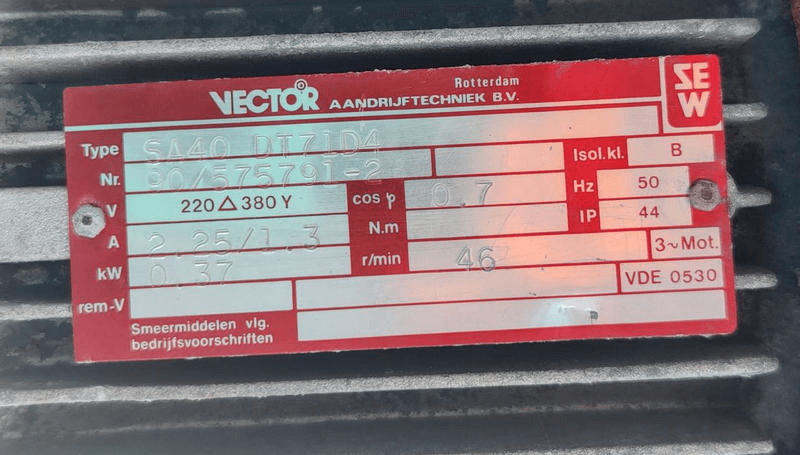 VECTOR Rotterdam
AANDRIJFTECHNIEK B.V.
SEW
Type SA40 DT71D4
Nr. 90/575791-2 Isol.kl. B
V 220 △ 380 Y cos φ 0.7 Hz 50
A 2.25/1.3 N.m IP 44
kW 0.37 r/min 46 3~Mot.
rem-V VDE 0530
Smeermiddelen vlg.
bedrijfsvoorschriften